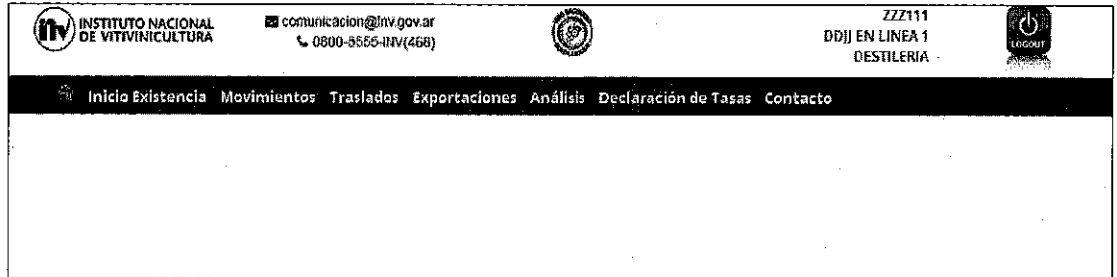 INSTITUTO NACIONAL
DE VITIVINICULTURA
comunicacion@inv.gov.ar
0800-8555-INV(468)
ZZZ111
DDJJ EN LINEA 1
DESTILERIA
LOGOUT
Inicio Existencia Movimientos Traslados Exportaciones Análisis Declaración de Tasas Contacto